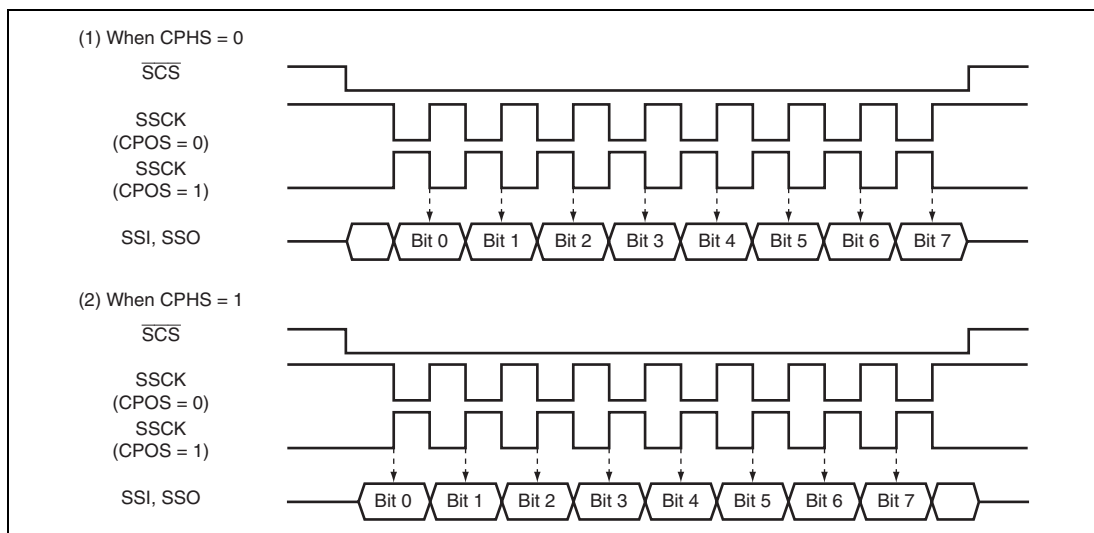 (1) When CPHS = 0
SCS
SSCK
(CPOS = 0)
SSCK
(CPOS = 1)
SSI, SSO
Bit 0 Bit 1 Bit 2 Bit 3 Bit 4 Bit 5 Bit 6 Bit 7
(2) When CPHS = 1
SCS
SSCK
(CPOS = 0)
SSCK
(CPOS = 1)
SSI, SSO
Bit 0 Bit 1 Bit 2 Bit 3 Bit 4 Bit 5 Bit 6 Bit 7